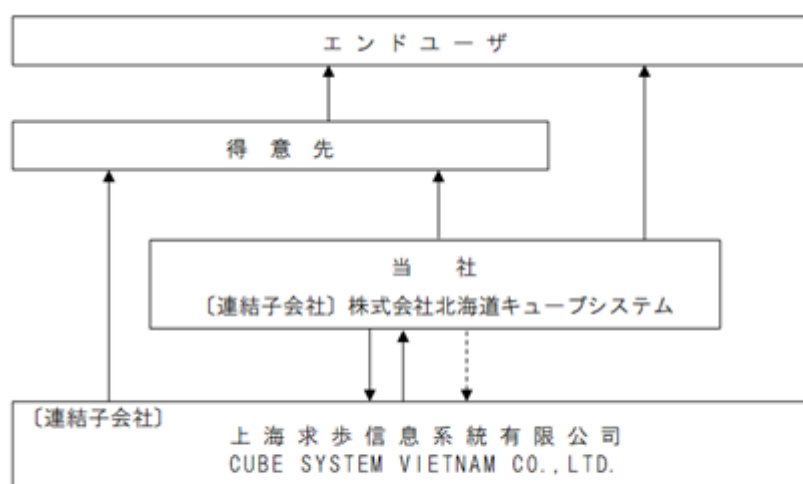 エンドユーザ
得意先
当社
〔連結子会社〕株式会社北海道キューブシステム
〔連結子会社〕
上海求歩信息系統有限公司
CUBE SYSTEM VIETNAM CO.,LTD.